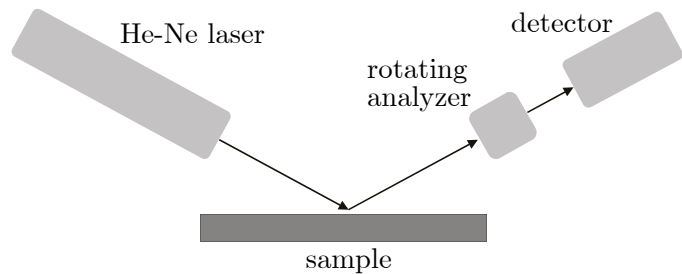 He-Ne laser
detector
rotating
analyzer
sample